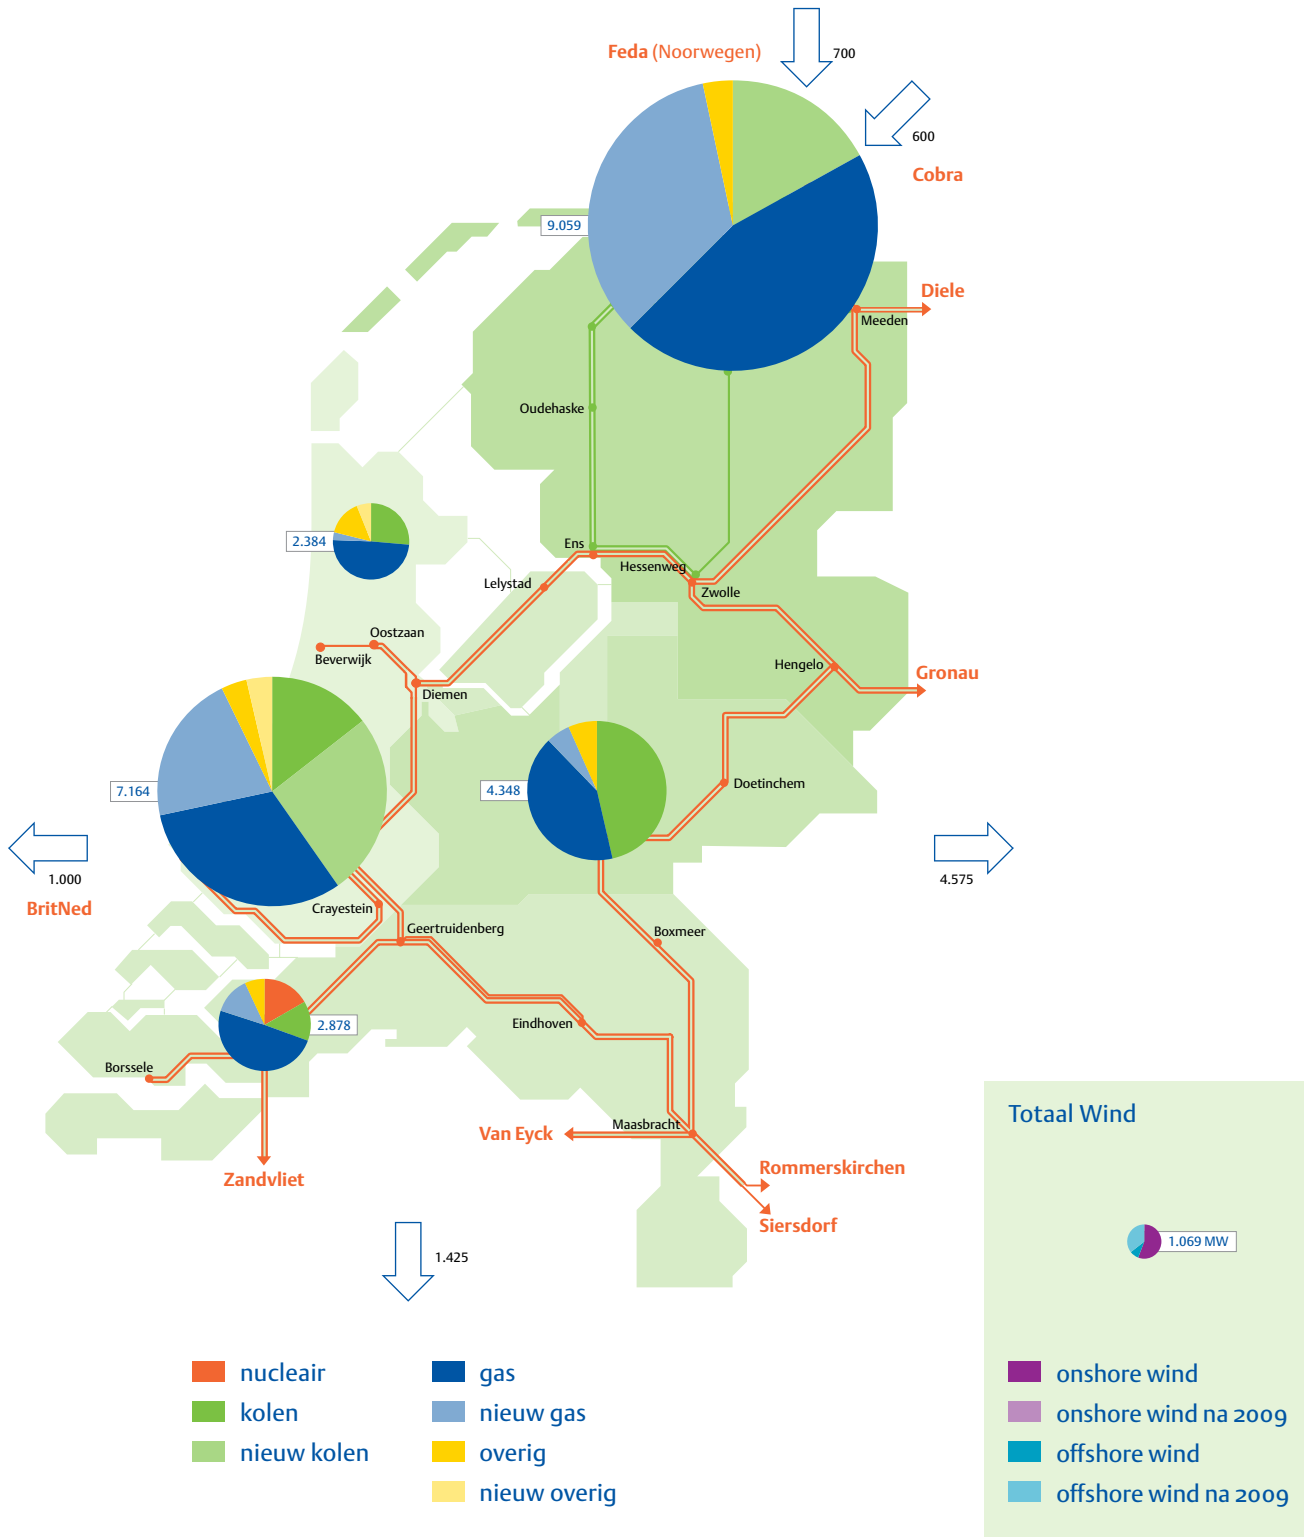 Feda (Noorwegen)
700
600
Cobra
9.059
Diele
Meeden
Oudehaske
2.384
Ens
Hessenweg
Lelystad
Zwolle
Oostzaan
Beverwijk
Hengelo
Gronau
Diemen
Doetinchem
7.164
4.348
1.000
BritNed
4.575
Crayestein
Geertruidenberg
Boxmeer
2.878
Eindhoven
Borssele
Totaal Wind
Maasbracht
Van Eyck
Rommerskirchen
Zandvliet
Siersdorf
1.069 MW
1.425
nucleair
kolen
nieuw kolen
gas
nieuw gas
overig
nieuw overig
onshore wind
onshore wind na 2009
offshore wind
offshore wind na 2009